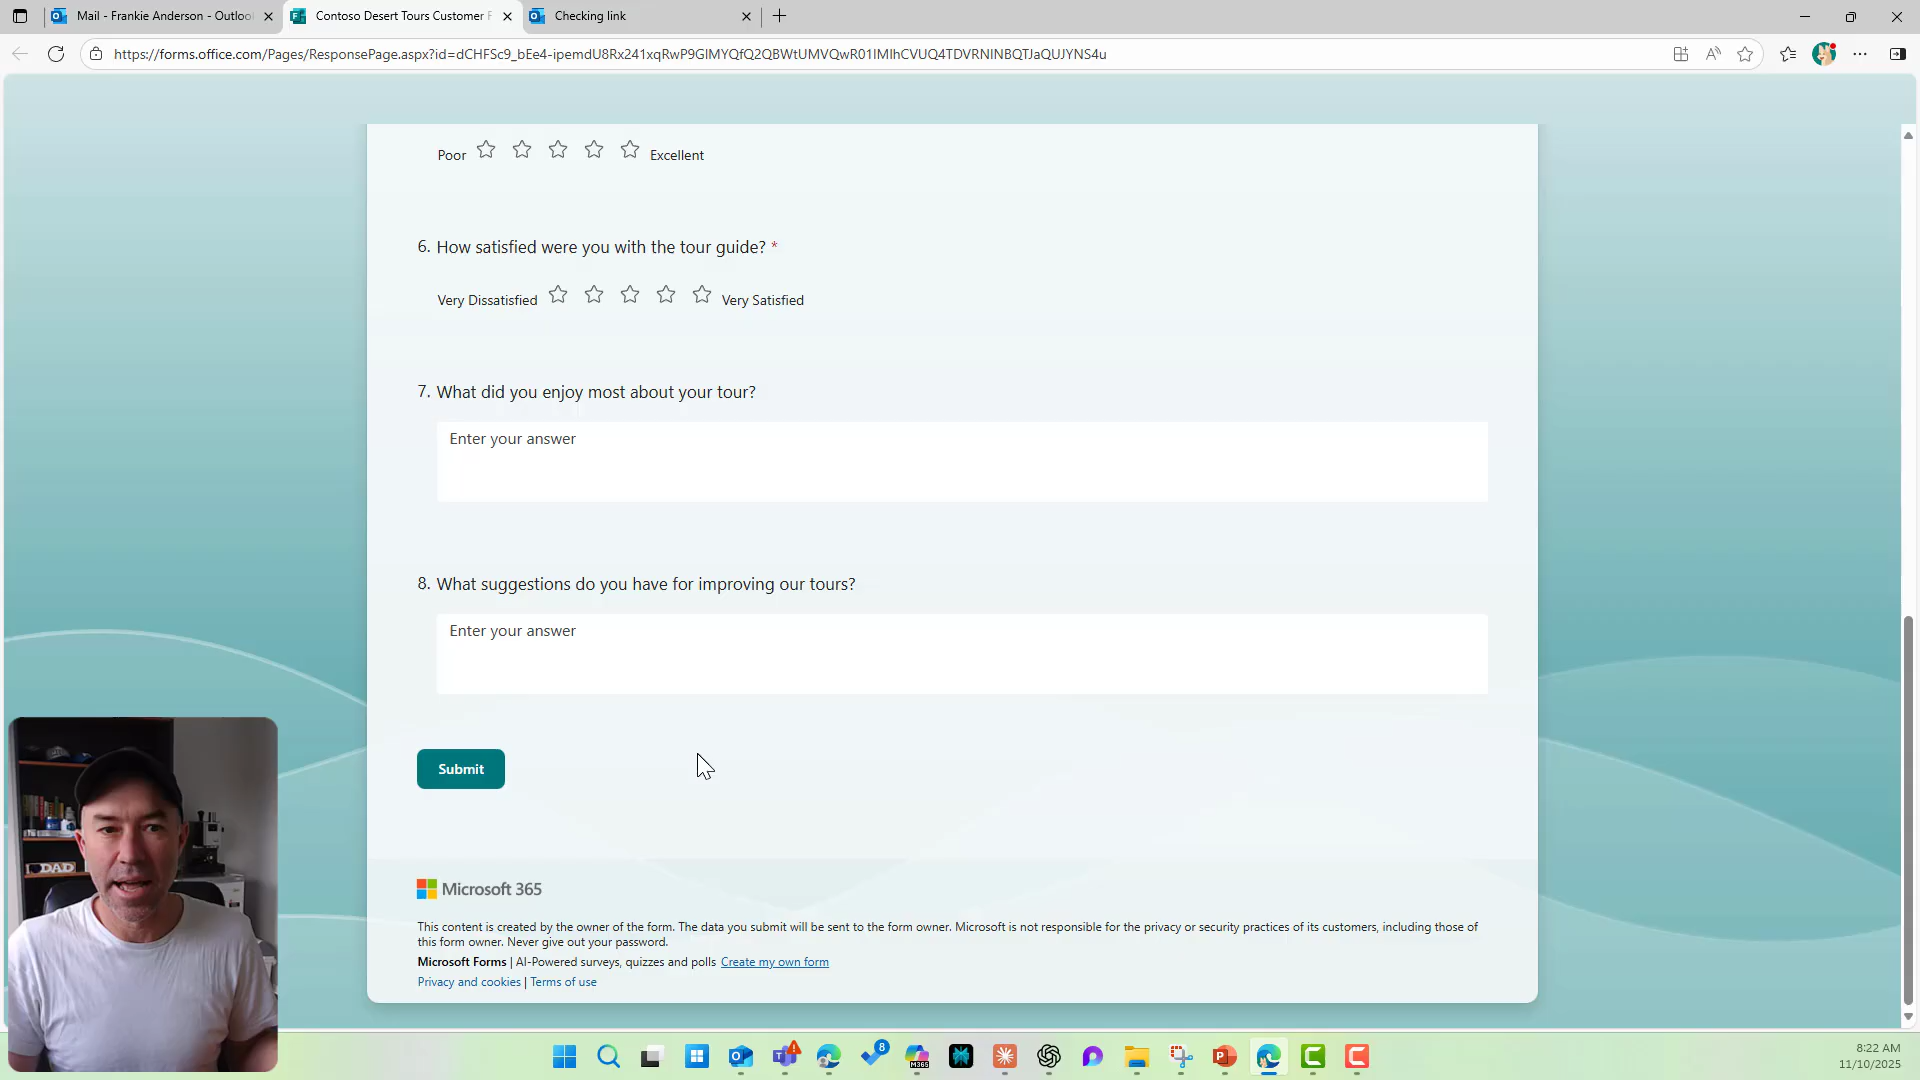 Mail - Frankie Anderson - Outloo
Contoso Desert Tours Customer F
Checking link
https://forms.office.com/Pages/ResponsePage.aspx?id=dCHFSc9_bEe4-ipemdU8Rx241xqRwP9GlMYQfQ2QBWtUMVQwR01IMlhCVUQ4TDVRNINBQTJaQUJYNS4u
Poor
Excellent
6. How satisfied were you with the tour guide? *
Very Dissatisfied
Very Satisfied
7. What did you enjoy most about your tour?
Enter your answer
8. What suggestions do you have for improving our tours?
Enter your answer
Submit
DAD
Microsoft 365
This content is created by the owner of the form. The data you submit will be sent to the form owner. Microsoft is not responsible for the privacy or security practices of its customers, including those of
this form owner. Never give out your password.
Microsoft Forms | AI-Powered surveys, quizzes and polls Create my own form
Privacy and cookies | Terms of use
8
M365
8:22 AM
11/10/2025